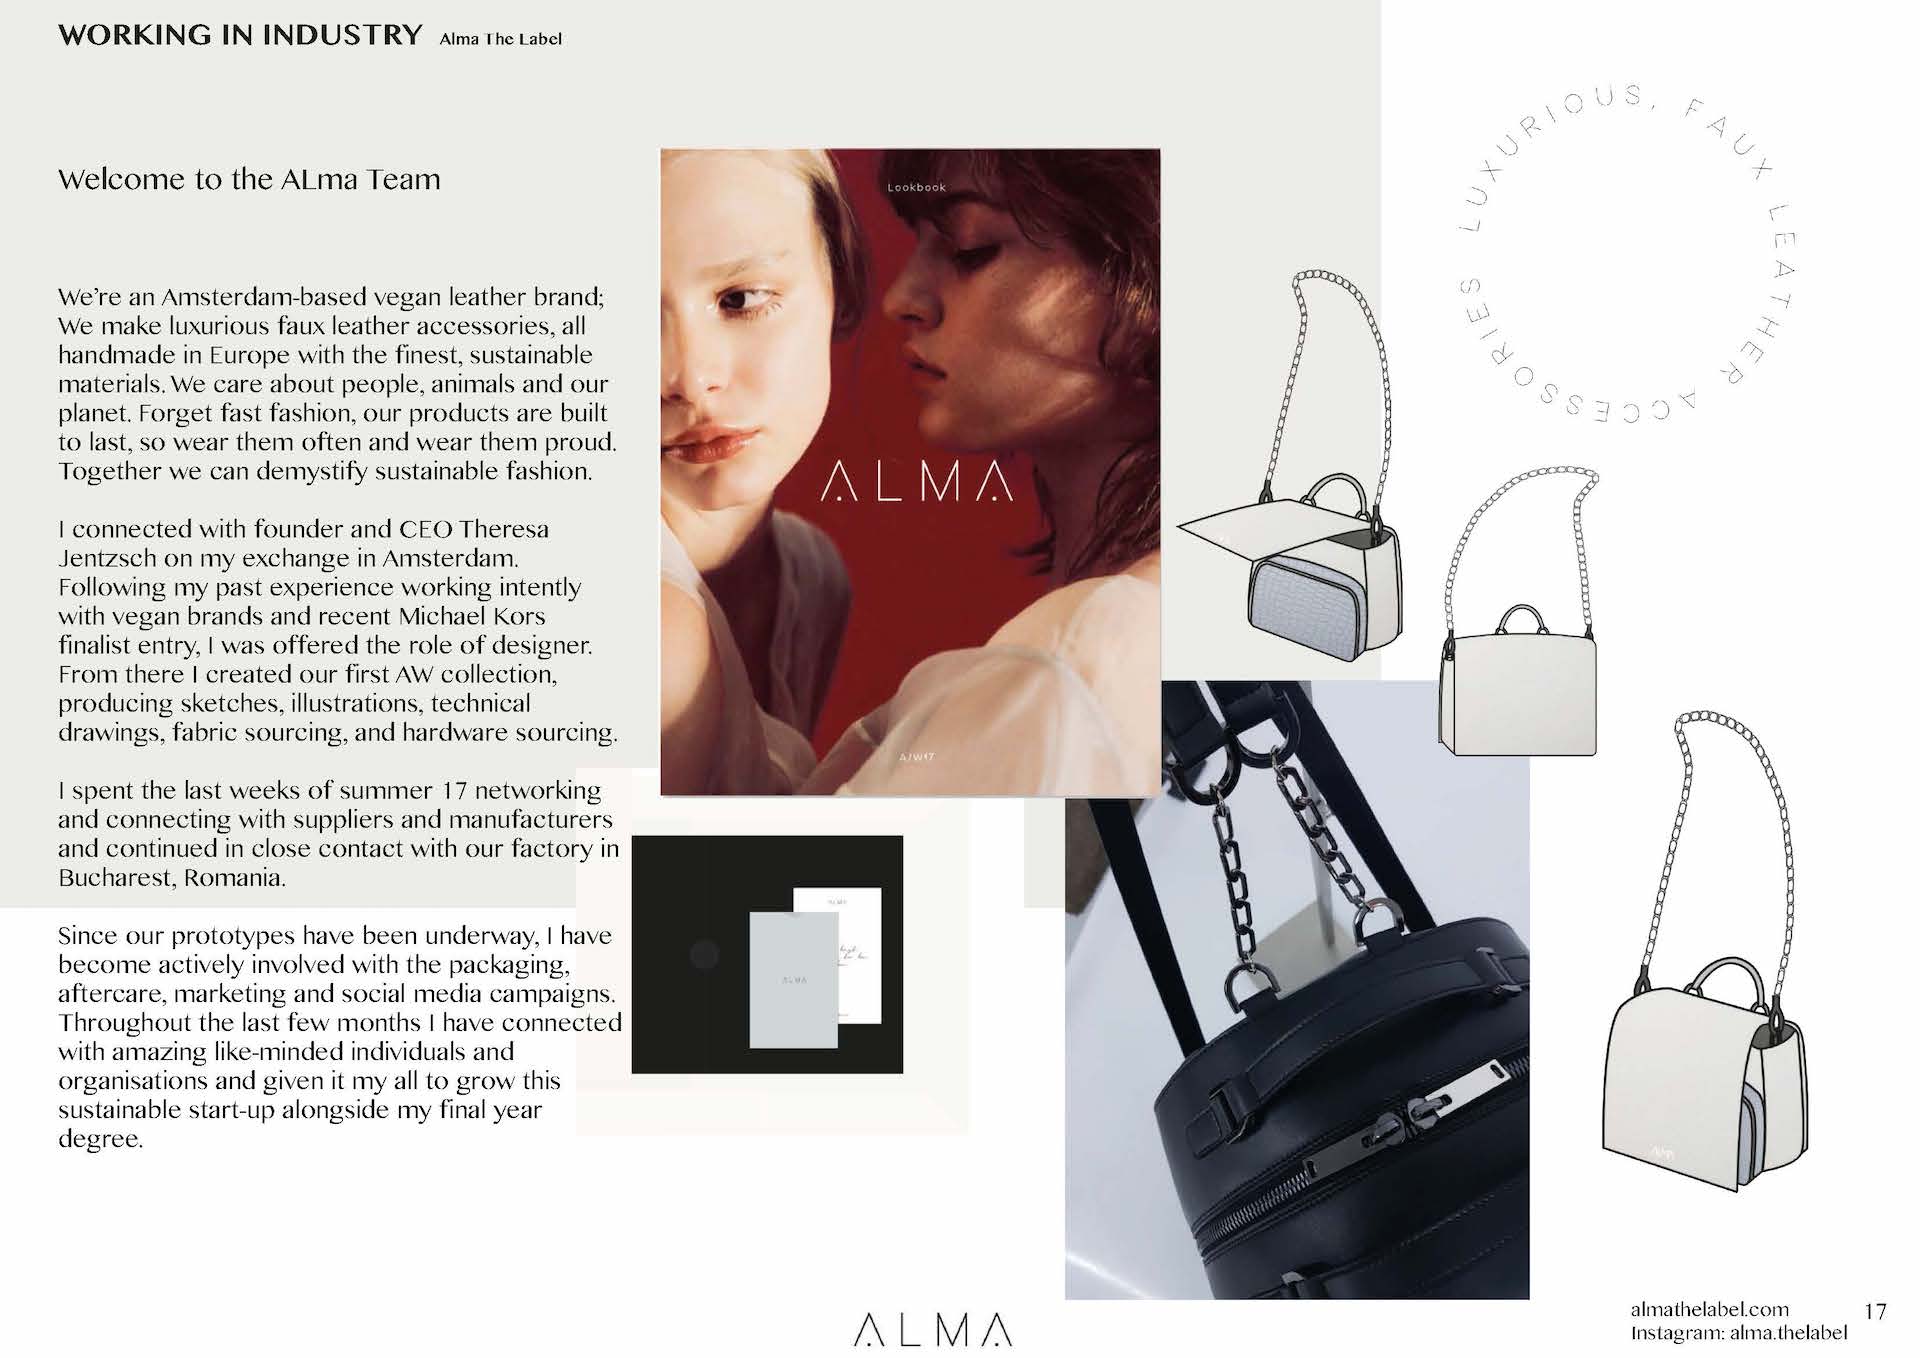 WORKING IN INDUSTRY Alma The Label
Welcome to the ALma Team
We're an Amsterdam-based vegan leather brand;
We make luxurious faux leather accessories, all
handmade in Europe with the finest, sustainable
materials. We care about people, animals and our
planet. Forget fast fashion, our products are built
to last, so wear them often and wear them proud.
Together we can demystify sustainable fashion.
I connected with founder and CEO Theresa
Jentzsch on my exchange in Amsterdam.
Following my past experience working intently
with vegan brands and recent Michael Kors
finalist entry, I was offered the role of designer.
From there I created our first AW collection,
producing sketches, illustrations, technical
drawings, fabric sourcing, and hardware sourcing.
I spent the last weeks of summer 17 networking
and connecting with suppliers and manufacturers
and continued in close contact with our factory in
Bucharest, Romania.
Since our prototypes have been underway, I have
become actively involved with the packaging,
aftercare, marketing and social media campaigns.
Throughout the last few months I have connected
with amazing like-minded individuals and
organisations and given it my all to grow this
sustainable start-up alongside my final year
degree.
Lookbook
ALMA
A/W17
ALMA
ALMA
LUXURIOUS, FAUX LEATHER ACCESSORIES
ALMA
almathelabel.com
Instagram: alma.thelabel
17